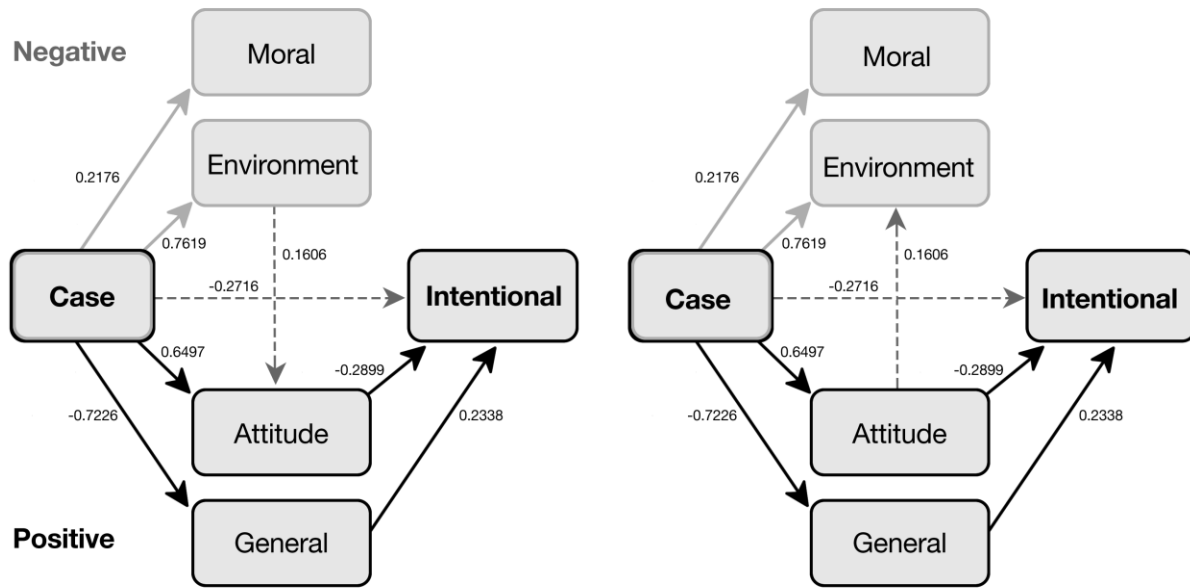 Negative
Moral
0.2176
Environment
0.7619
0.1606
Case
-0.2716
Intentional
0.6497
-0.2899
-0.7226
Attitude
0.2338
Positive
General
Moral
0.2176
Environment
0.7619
0.1606
Case
-0.2716
Intentional
0.6497
-0.2899
-0.7226
Attitude
0.2338
General